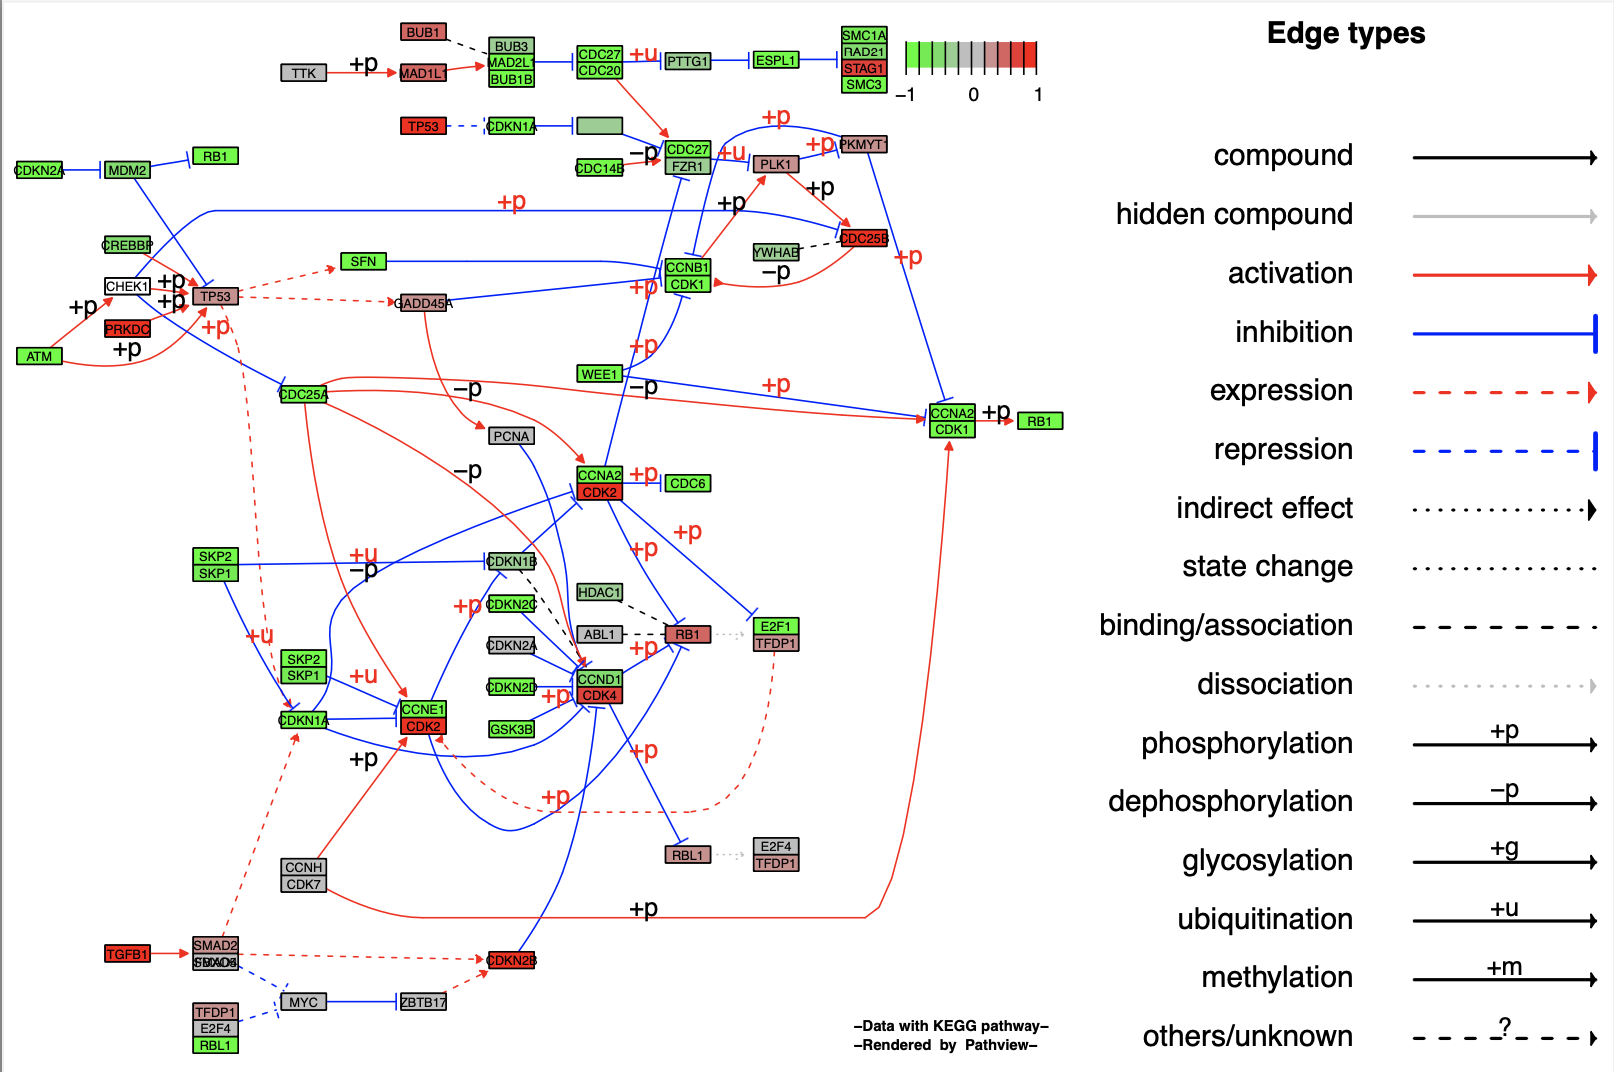 Edge types
BUB1
BUB3
MAD2L1
BUB1B
TTK
+p
MAD1L1
CDC27
CDC20
+u
PTTG1
ESPL1
SMC1A
RAD21
STAG1
SMC3
−1
0
1
TP53
CDKN1A
CDKN2A
MDM2
RB1
−p
CDC14B
CDC27
FZR1
+u
PLK1
+p
+p
PKMYT1
compound
hidden compound
activation
inhibition
expression
repression
indirect effect
state change
binding/association
dissociation
phosphorylation
+p
dephosphorylation
−p
glycosylation
+g
ubiquitination
+u
methylation
+m
others/unknown
?
+p
+p
+p
CREBBP
CHEK1
+p
+p
TP53
+p
PRKDC
+p
ATM
+p
SFN
GADD45A
YWHAB
CDC25B
−p
+p
CCNB1
CDK1
+p
+p
WEE1
−p
+p
CDC25A
−p
PCNA
−p
CCNA2
CDK1
+p
RB1
CCNA2
CDK2
+p
CDC6
+p
+p
SKP2
SKP1
+u
−p
CDKN1B
+p
CDKN2C
HDAC1
CDKN2A
ABL1
RB1
E2F1
TFDP1
+u
SKP2
SKP1
+u
CDKN2D
+p
CCND1
CDK4
+p
CDKN1A
CCNE1
CDK2
GSK3B
+p
+p
+p
CCNH
CDK7
RBL1
E2F4
TFDP1
+p
TGFB1
SMAD2
CDKN2B
MYC
ZBTB17
TFDP1
E2F4
RBL1
−Data with KEGG pathway−
−Rendered by Pathview−